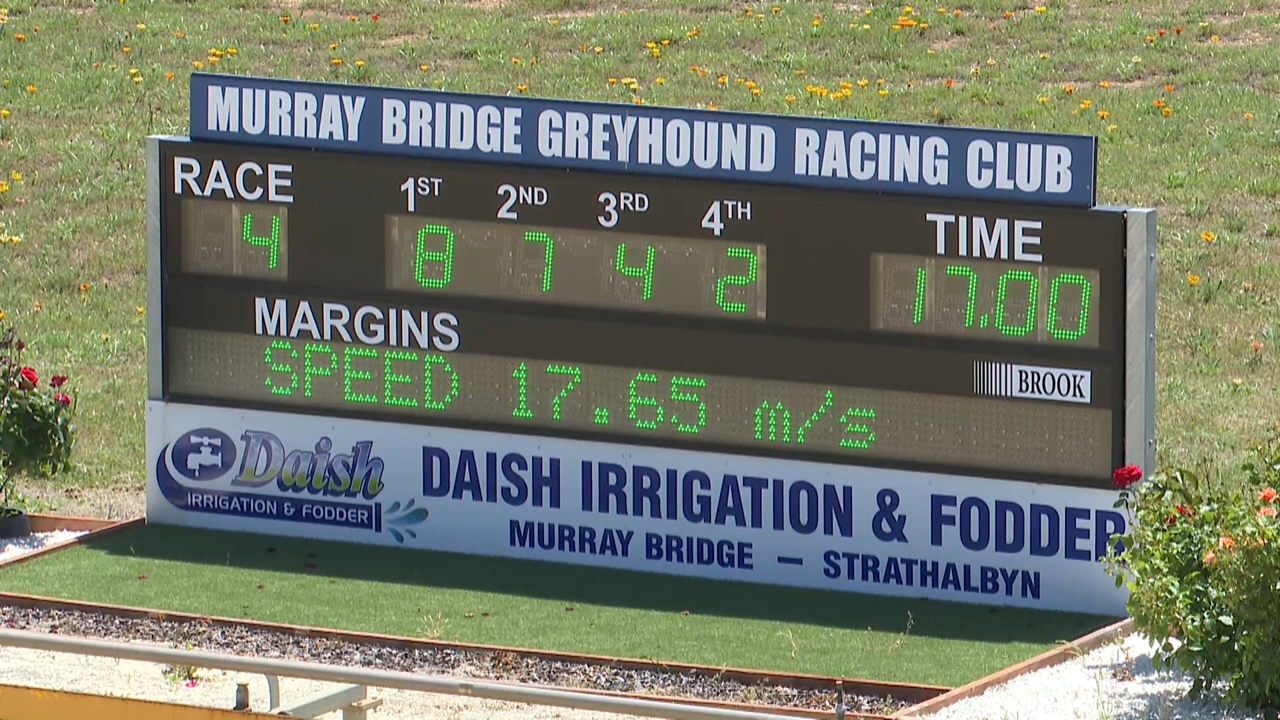 MURRAY BRIDGE GREYHOUND RACING CLUB
RACE 1ST 2ND 3RD 4TH TIME
4 8 7 4 2 17.00
MARGINS
SPEED 17.65 m/s
BROOK
Daish
IRRIGATION & FODDER
DAISH IRRIGATION & FODDER
MURRAY BRIDGE – STRATHALBYN